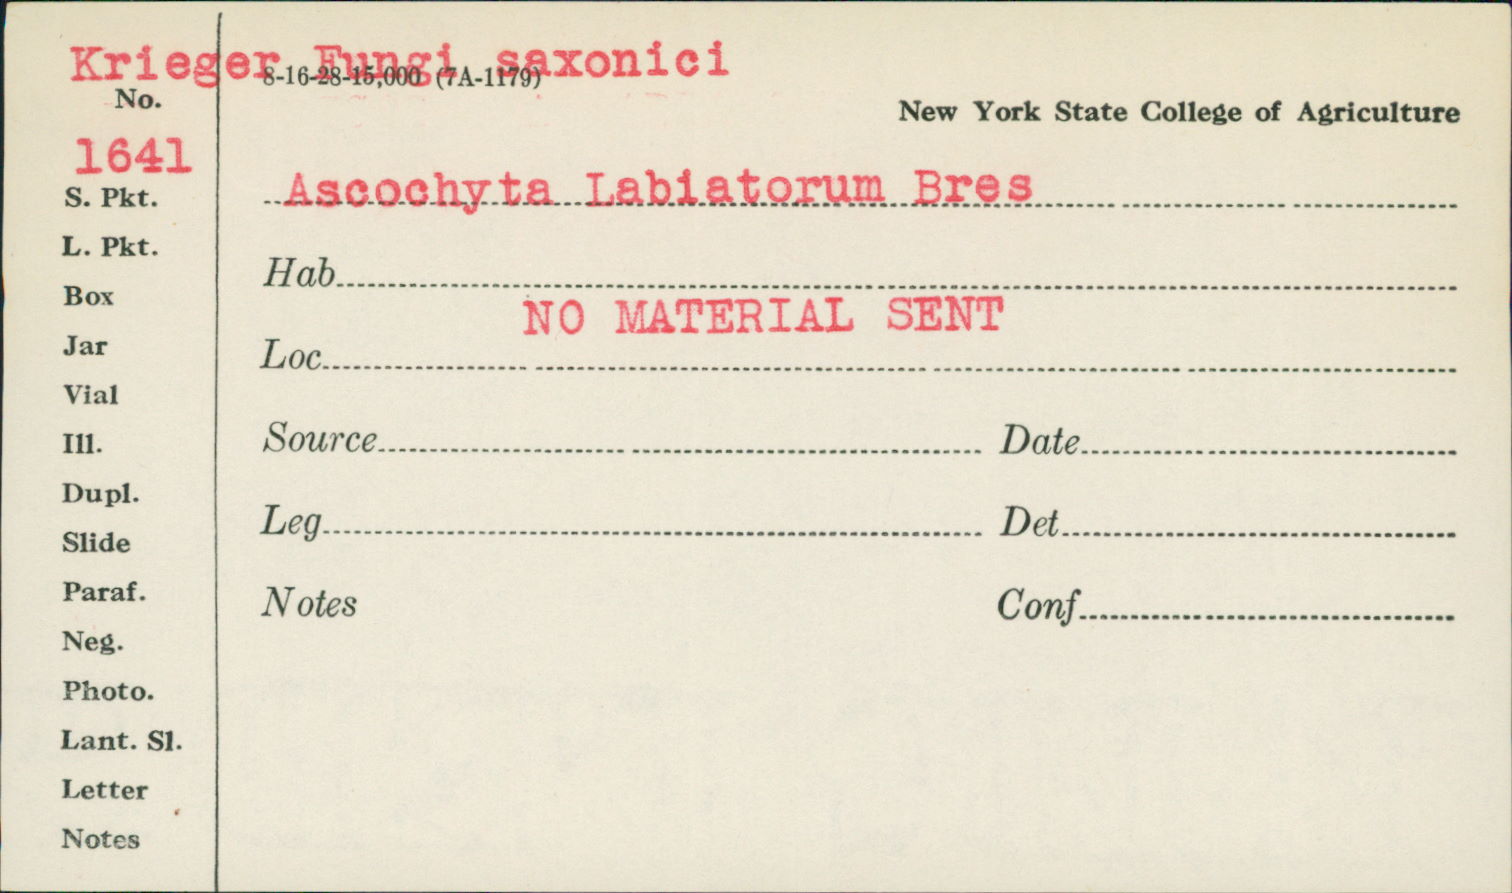 Krieger Fungi saxonici
8-16-28-15,000 (7A-1179)
No.
New York State College of Agriculture
1641
Ascochyta Labiatorum Bres
S. Pkt.
L. Pkt.
Hab
Box
NO MATERIAL SENT
Jar
Loc
Vial
Ill.
Source Date
Dupl.
Leg Det
Slide
Paraf.
Notes Conf
Neg.
Photo.
Lant. Sl.
Letter
Notes